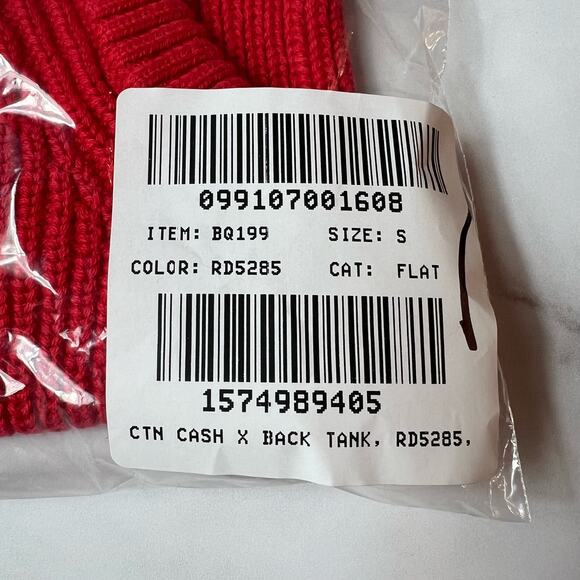 099107001608
ITEM: BQ199 SIZE: S
COLOR: RD5285 CAT: FLAT
1574989405
CTN CASH X BACK TANK, RD5285,